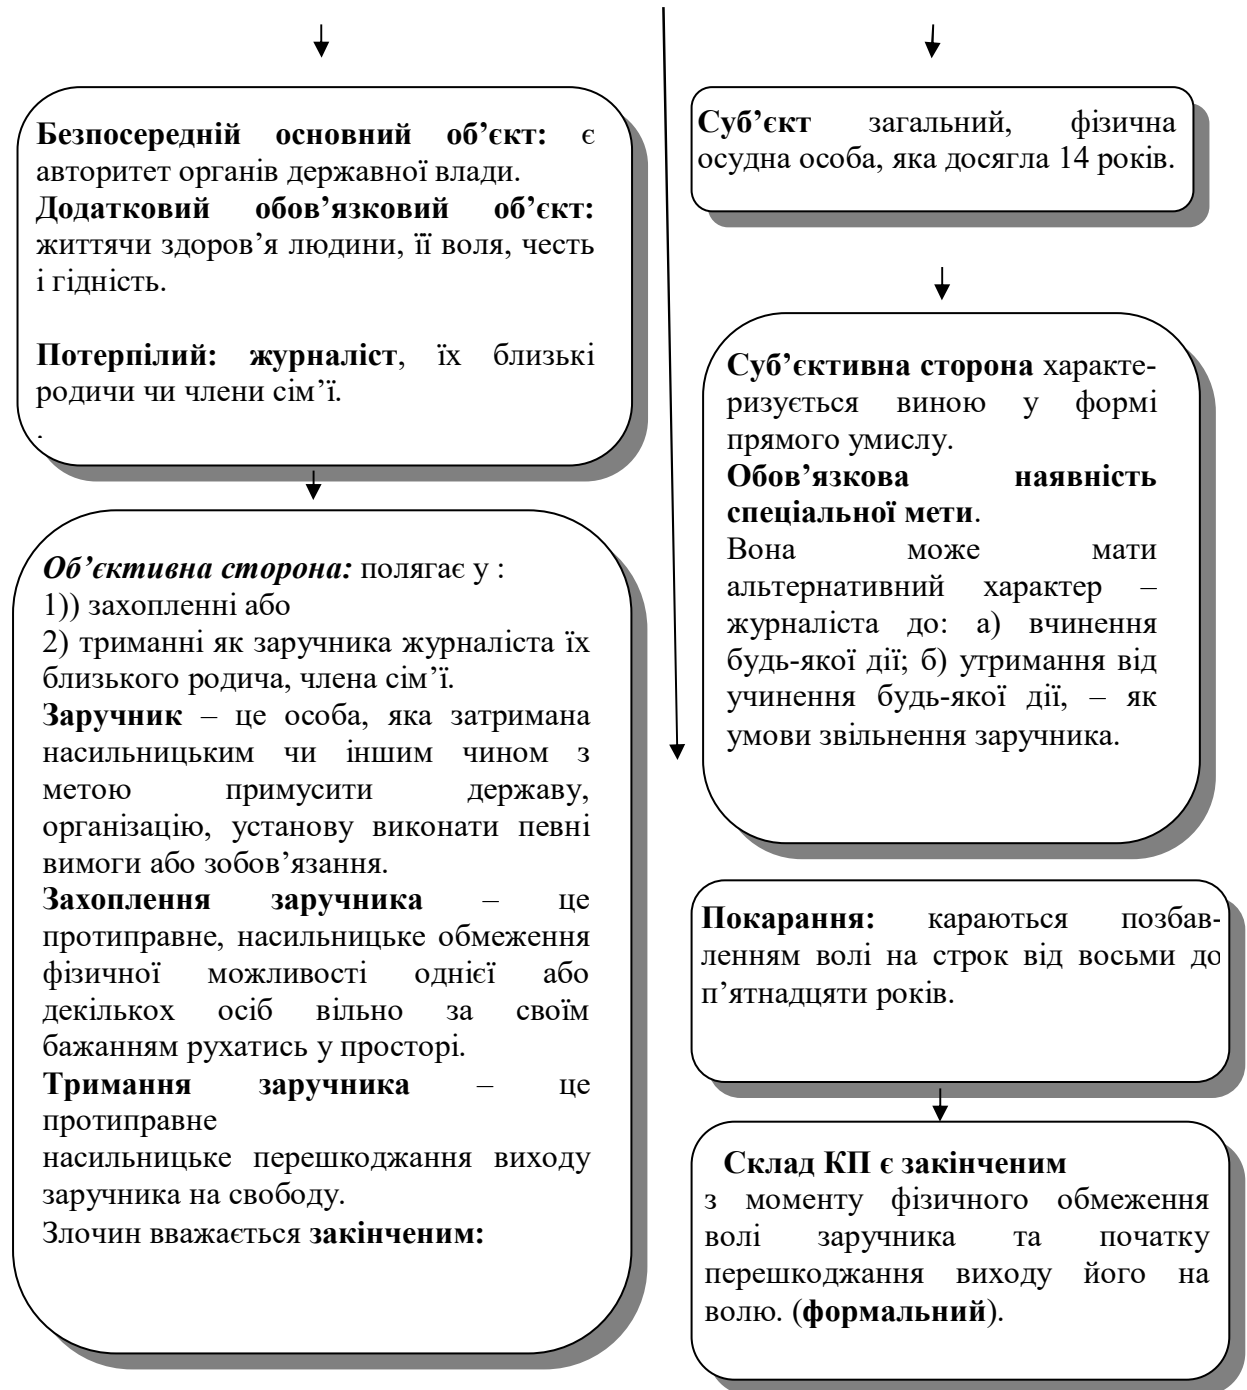 Безпосередній основний об’єкт: є
авторитет органів державної влади.
Додатковий обов’язковий об’єкт:
життячи здоров’я людини, її воля, честь
і гідність.
Потерпілий: журналіст, їх близькі
родичи чи члени сім’ї.
.
Об’єктивна сторона: полягає у :
1)) захопленні або
2) триманні як заручника журналіста їх
близького родича, члена сім’ї.
Заручник – це особа, яка затримана
насильницьким чи іншим чином з
метою примусити державу,
організацію, установу виконати певні
вимоги або зобов’язання.
Захоплення заручника – це
протиправне, насильницьке обмеження
фізичної можливості однієї або
декількох осіб вільно за своїм
бажанням рухатись у просторі.
Тримання заручника – це
протиправне
насильницьке перешкоджання виходу
заручника на свободу.
Злочин вважається закінченим:
Суб’єкт загальний, фізична
осудна особа, яка досягла 14 років.
Суб’єктивна сторона характе-
ризується виною у формі
прямого умислу.
Обов’язкова наявність
спеціальної мети.
Вона може мати
альтернативний характер –
журналіста до: а) вчинення
будь-якої дії; б) утримання від
учинення будь-якої дії, – як
умови звільнення заручника.
Покарання: караються позбав-
ленням волі на строк від восьми до
п’ятнадцяти років.
Склад КП є закінченим
з моменту фізичного обмеження
волі заручника та початку
перешкоджання виходу його на
волю. (формальний).